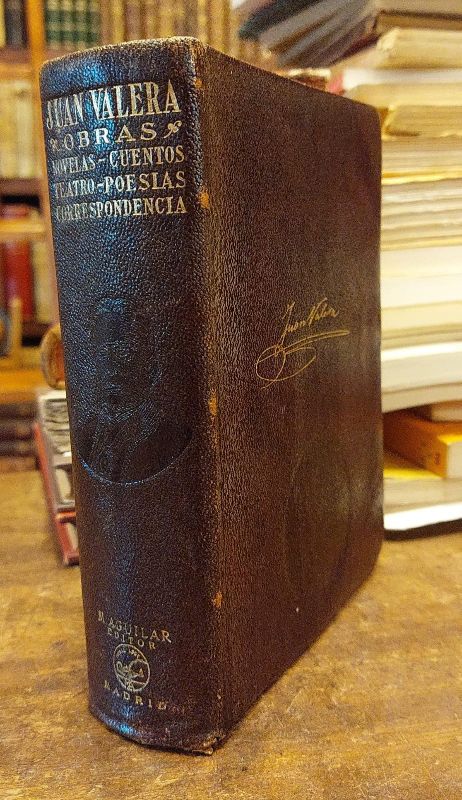 JUAN VALERA
OBRAS
NOVELAS-CUENTOS
TEATRO-POESIAS
CORRESPONDENCIA
M. AGUILAR
EDITOR
MADRID
Juan Valera